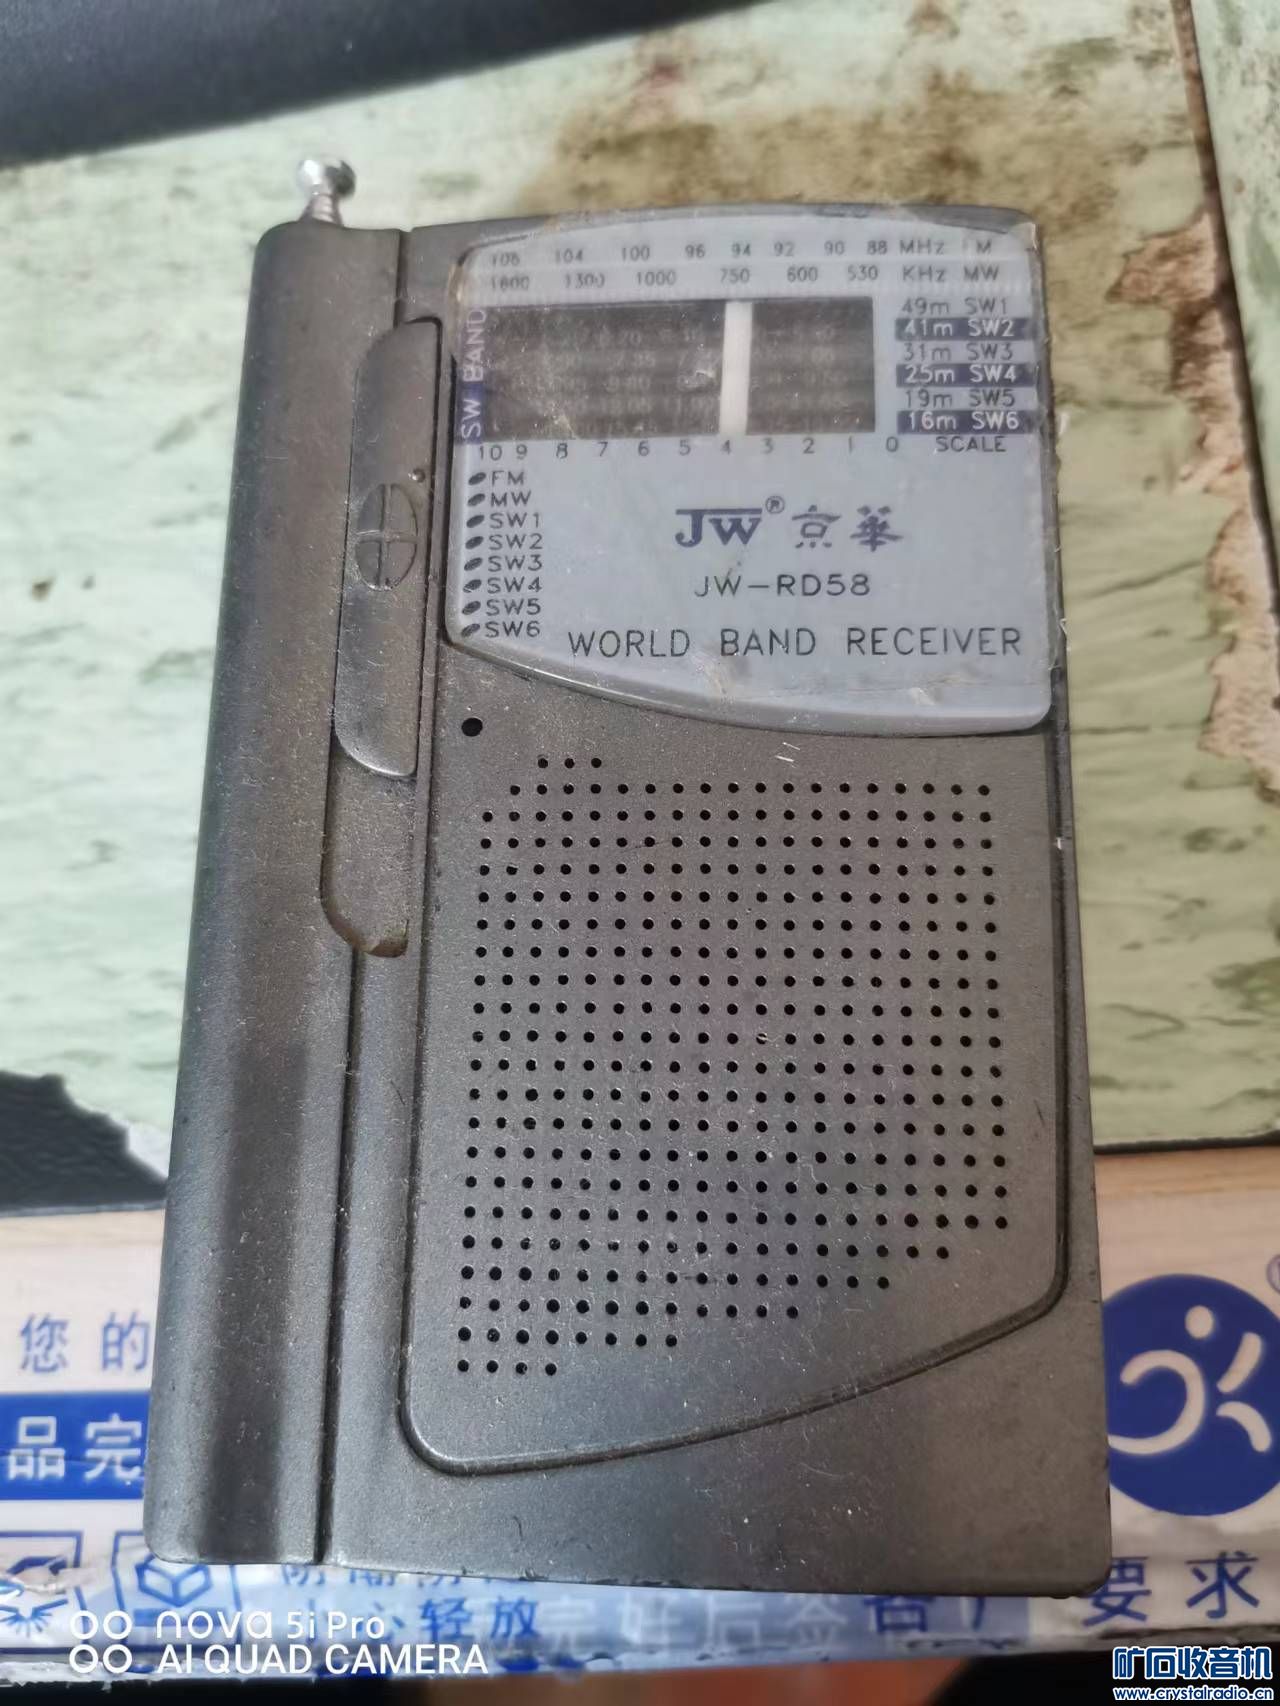 108 104 100 96 94 92 90 88 MHz FM
1600 1300 1000 750 600 530 KHz MW
SW BAND
49m SW1
41m SW2
31m SW3
25m SW4
19m SW5
16m SW6
10 9 8 7 6 5 4 3 2 1 0 SCALE
FM
MW
SW1
SW2
SW3
SW4
SW5
SW6
JW® 京華
JW-RD58
WORLD BAND RECEIVER
您的
品完
轻放
要求
nova 5i Pro
AI QUAD CAMERA
矿石收音机
www.crystalradio.cn